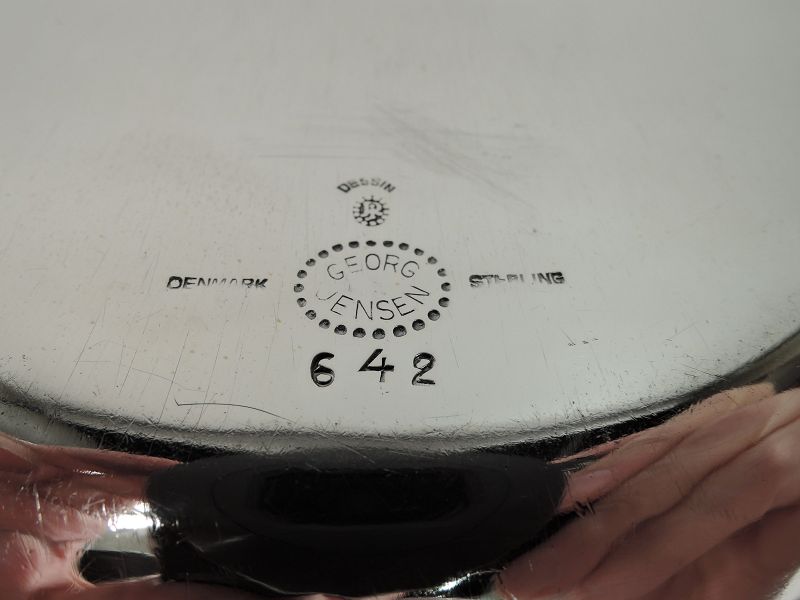 DESSIN
DENMARK GEORG JENSEN STERLING
642